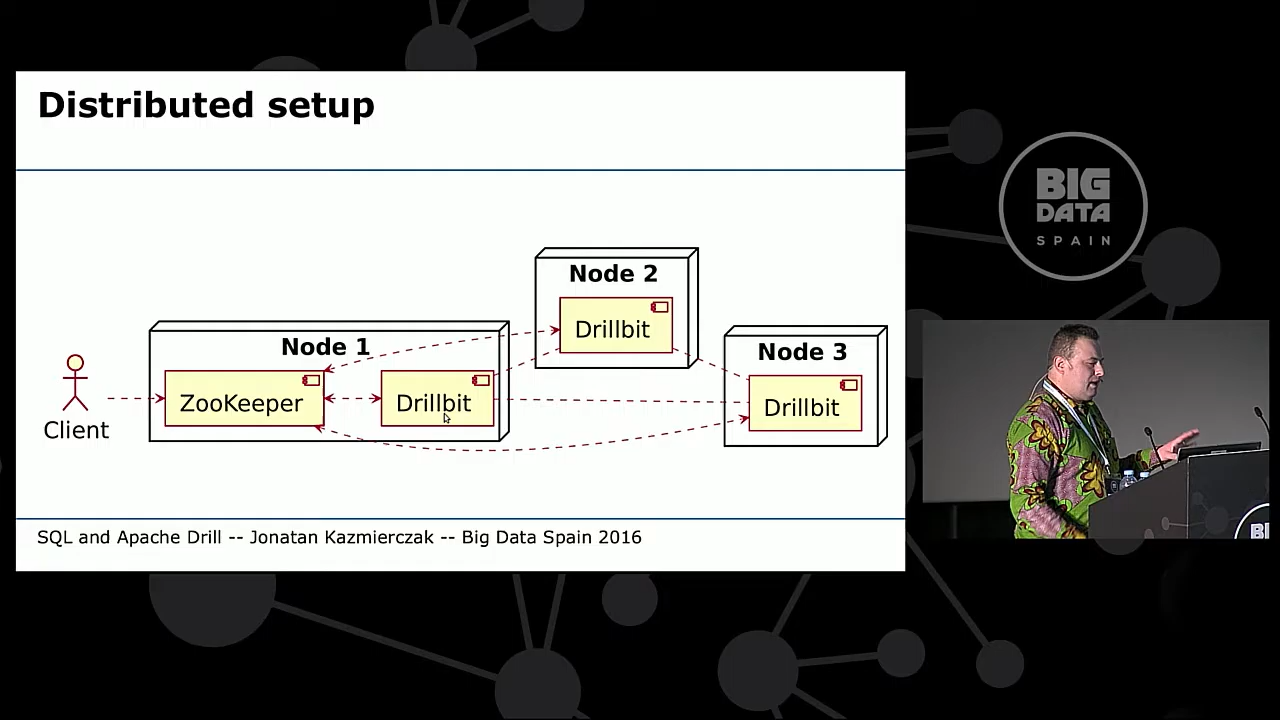 Distributed setup
Node 2
Drillbit
Node 1
Node 3
ZooKeeper
Drillbit
Drillbit
Client
SQL and Apache Drill -- Jonatan Kazmierczak -- Big Data Spain 2016
BIG
DATA
SPAIN
BI